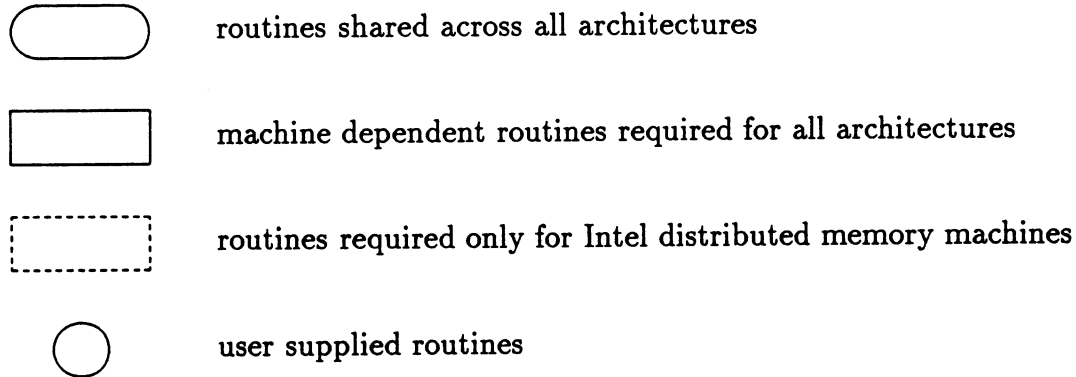 routines shared across all architectures
machine dependent routines required for all architectures
routines required only for Intel distributed memory machines
user supplied routines